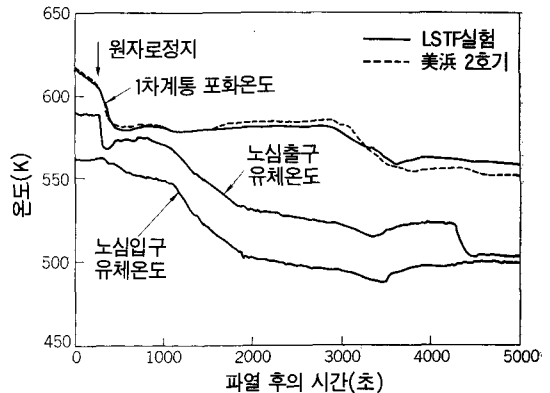 650
600
550
500
450
온도(K)
원자로정지
1차계통 포화온도
LSTF실험
美浜 2호기
노심출구
유체온도
노심입구
유체온도
0
1000
2000
3000
4000
5000
파열 후의 시간(초)